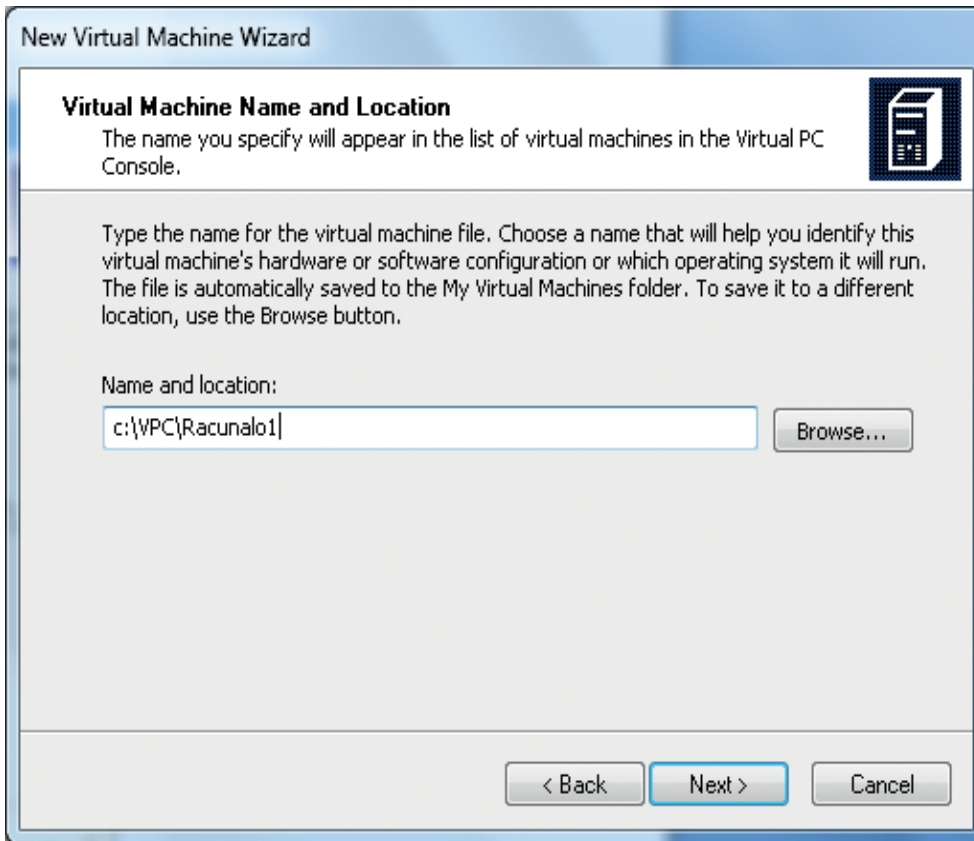 New Virtual Machine Wizard
Virtual Machine Name and Location
The name you specify will appear in the list of virtual machines in the Virtual PC
Console.
Type the name for the virtual machine file. Choose a name that will help you identify this
virtual machine's hardware or software configuration or which operating system it will run.
The file is automatically saved to the My Virtual Machines folder. To save it to a different
location, use the Browse button.
Name and location:
c:\VPC\Racunalo1
Browse...
< Back
Next >
Cancel